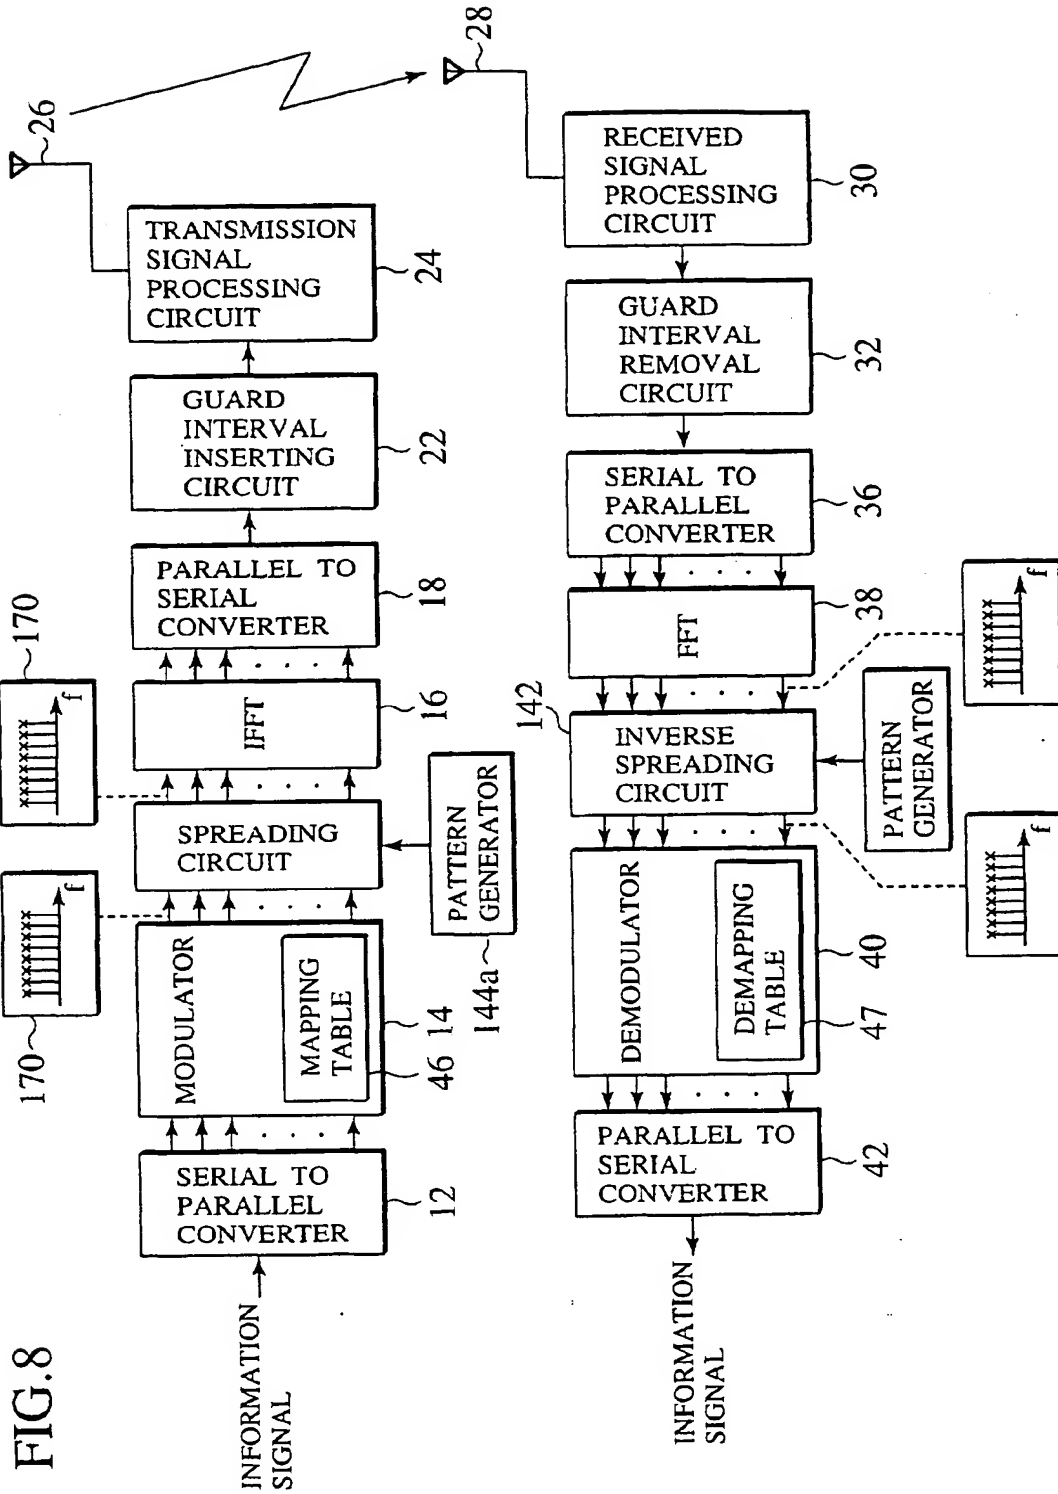 FIG.8
INFORMATION
SIGNAL
SERIAL TO
PARALLEL
CONVERTER
12
MODULATOR
MAPPING
TABLE
46
14
170
f
SPREADING
CIRCUIT
PATTERN
GENERATOR
144a
170
f
IFFT
16
PARALLEL TO
SERIAL
CONVERTER
18
GUARD
INTERVAL
INSERTING
CIRCUIT
22
TRANSMISSION
SIGNAL
PROCESSING
CIRCUIT
24
26
28
RECEIVED
SIGNAL
PROCESSING
CIRCUIT
30
GUARD
INTERVAL
REMOVAL
CIRCUIT
32
SERIAL TO
PARALLEL
CONVERTER
36
FFT
38
f
142
INVERSE
SPREADING
CIRCUIT
PATTERN
GENERATOR
f
DEMODULATOR
DEMAPPING
TABLE
47
40
PARALLEL TO
SERIAL
CONVERTER
42
INFORMATION
SIGNAL